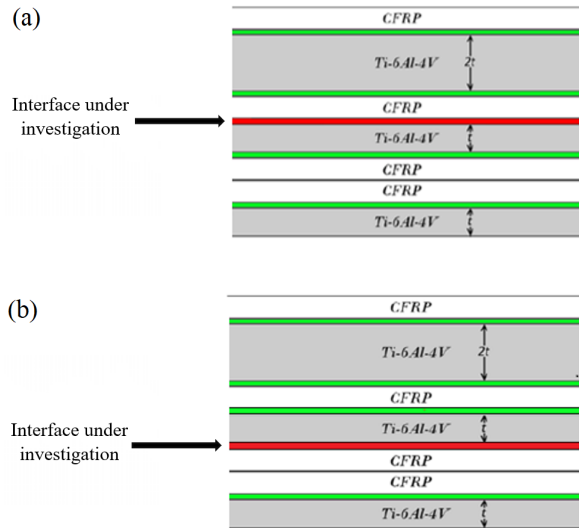 (a)
CFRP
Ti-6Al-4V 2t
Interface under
investigation
CFRP
Ti-6Al-4V t
CFRP
CFRP
Ti-6Al-4V t
(b)
CFRP
Ti-6Al-4V 2t
CFRP
Ti-6Al-4V t
Interface under
investigation
CFRP
CFRP
Ti-6Al-4V t